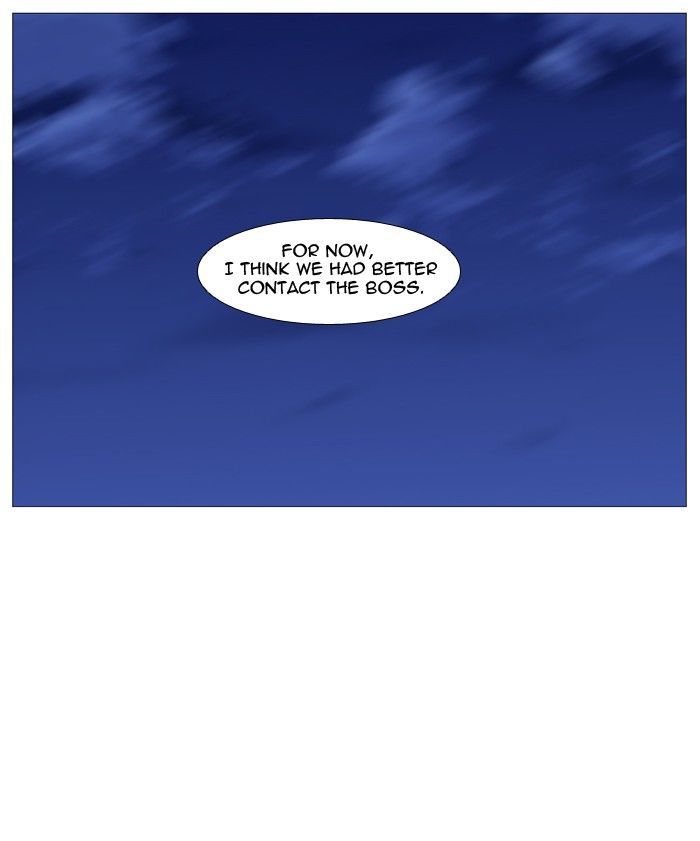 FOR NOW,
I THINK WE HAD BETTER
CONTACT THE BOSS.